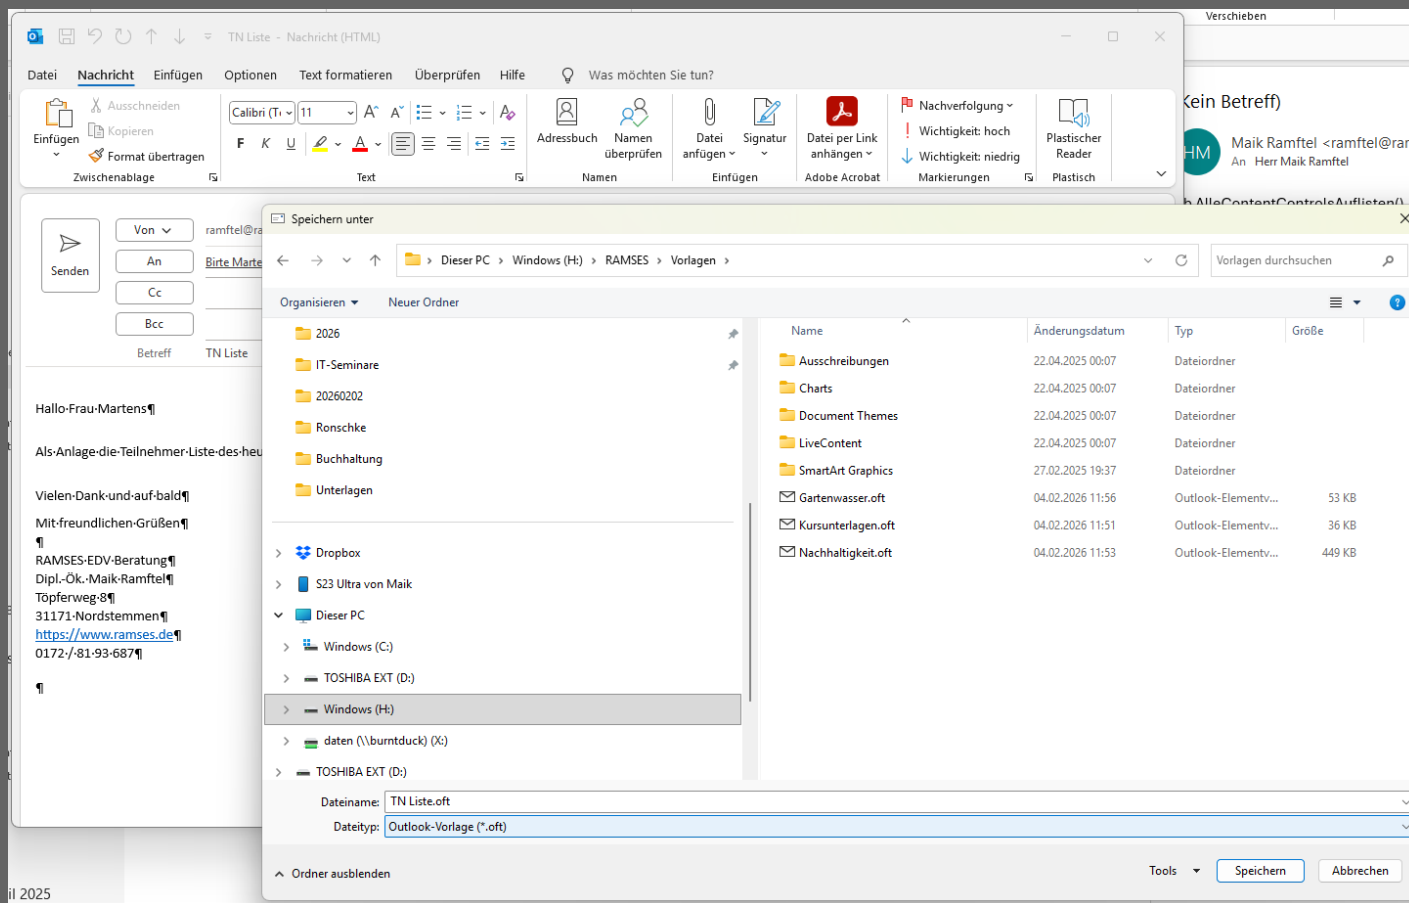 Verschieben
TN Liste - Nachricht (HTML)
Datei Nachricht Einfügen Optionen Text formatieren Überprüfen Hilfe Was möchten Sie tun?
Einfügen
Ausschneiden
Kopieren
Format übertragen
Zwischenablage
Calibri (T 11
F K U
Text
Adressbuch
Namen überprüfen
Namen
Datei anfügen
Signatur
Einfügen
Datei per Link anhängen
Adobe Acrobat
Nachverfolgung
Wichtigkeit: hoch
Wichtigkeit: niedrig
Markierungen
Plastischer Reader
Plastisch
Kein Betreff)
HM
Maik Ramftel <ramftel@ra
An Herr Maik Ramftel
b AlleContentControlsAuflisten()
Senden
Von ramftel@ra
An Birte Marte
Cc
Bcc
Betreff TN Liste
Hallo·Frau·Martens¶
Als·Anlage·die·Teilnehmer·Liste·des·heu
Vielen·Dank·und·auf·bald¶
Mit·freundlichen·Grüßen¶
¶
RAMSES·EDV·Beratung¶
Dipl.-Ök.·Maik·Ramftel¶
Töpferweg·8¶
31171·Nordstemmen¶
https://www.ramses.de¶
0172·/·81·93·687¶
¶
il 2025
Speichern unter
Dieser PC > Windows (H:) > RAMSES > Vorlagen >
Vorlagen durchsuchen
Organisieren Neuer Ordner
2026
IT-Seminare
20260202
Ronschke
Buchhaltung
Unterlagen
Dropbox
S23 Ultra von Maik
Dieser PC
Windows (C:)
TOSHIBA EXT (D:)
Windows (H:)
daten (\\burntduck) (X:)
TOSHIBA EXT (D:)
Name Änderungsdatum Typ Größe
Ausschreibungen 22.04.2025 00:07 Dateiordner
Charts 22.04.2025 00:07 Dateiordner
Document Themes 22.04.2025 00:07 Dateiordner
LiveContent 22.04.2025 00:07 Dateiordner
SmartArt Graphics 27.02.2025 19:37 Dateiordner
Gartenwasser.oft 04.02.2026 11:56 Outlook-Elementv... 53 KB
Kursunterlagen.oft 04.02.2026 11:51 Outlook-Elementv... 36 KB
Nachhaltigkeit.oft 04.02.2026 11:53 Outlook-Elementv... 449 KB
Dateiname: TN Liste.oft
Dateityp: Outlook-Vorlage (*.oft)
Ordner ausblenden
Tools Speichern Abbrechen